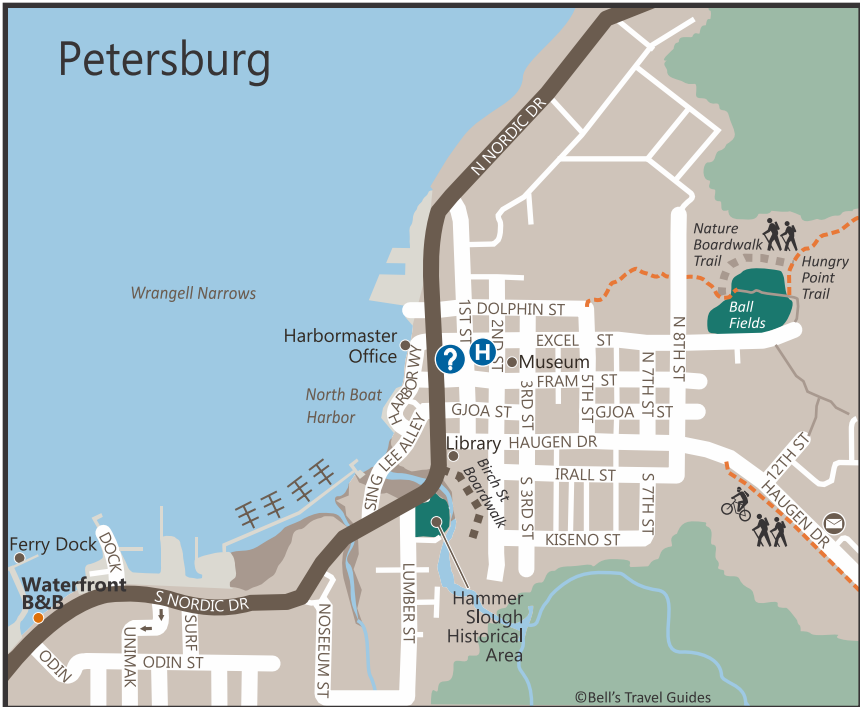 Petersburg
N NORDIC DR
Nature
Boardwalk
Trail
Hungry
Point
Trail
Wrangell Narrows
1ST ST
2ND ST
DOLPHIN ST
Ball
Fields
Harbormaster
Office
?
H
EXCEL ST
N 8TH ST
Museum
HARBOR WY
FRAM ST
5TH ST
N 7TH ST
3RD ST
North Boat
Harbor
GJOA ST
GJOA ST
SING LEE ALLEY
Library
HAUGEN DR
Birch St
Boardwalk
IRALL ST
S 3RD ST
S 7TH ST
12TH ST
HAUGEN DR
KISENO ST
Ferry Dock
DOCK
Waterfront
B&B
S NORDIC DR
LUMBER ST
Hammer
Slough
Historical
Area
NOSEEUM ST
SURF
UNIMAK
ODIN
ODIN ST
©Bell's Travel Guides